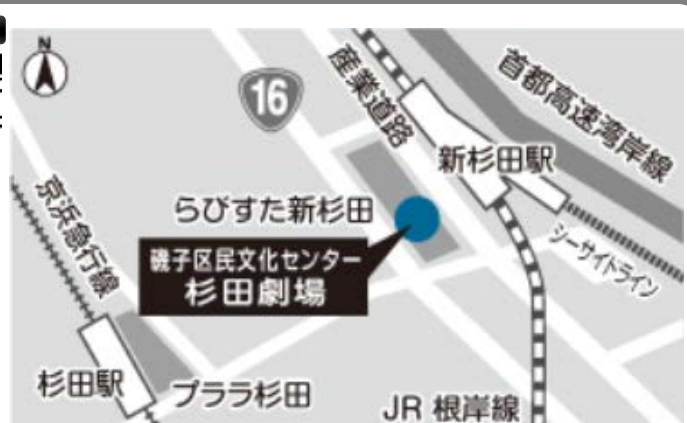 N
16
産業道路
首都高速湾岸線
新杉田駅
らびすた新杉田
京浜急行線
シーサイトライン
磯子区民文化センター
杉田劇場
杉田駅
プララ杉田
JR 根岸線